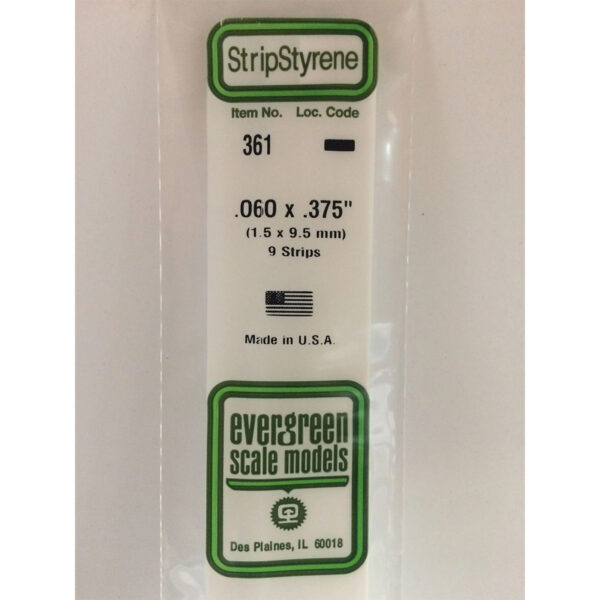 StripStyrene
Item No. Loc. Code
361
.060 x .375"
(1.5 x 9.5 mm)
9 Strips
Made in U.S.A.
evergreen
scale models
Des Plaines, IL 60018